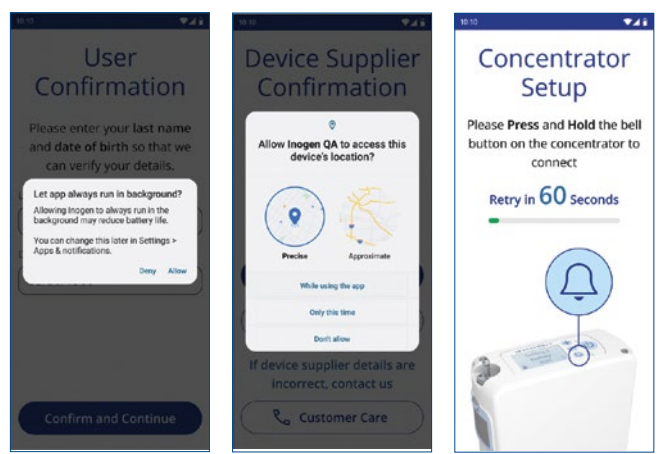 10:10
User
Confirmation
Please enter your last name
and date of birth so that we
can verify your details.
Let app always run in background?
Allowing Inogen to always run in the
background may reduce battery life.
You can change this later in Settings >
Apps & notifications.
Deny Allow
Confirm and Continue
10:10
Device Supplier
Confirmation
Allow Inogen QA to access this
device's location?
Precise Approximate
While using the app
Only this time
Don't allow
If device supplier details are
incorrect, contact us
Customer Care
10:10
Concentrator
Setup
Please Press and Hold the bell
button on the concentrator to
connect
Retry in 60 Seconds